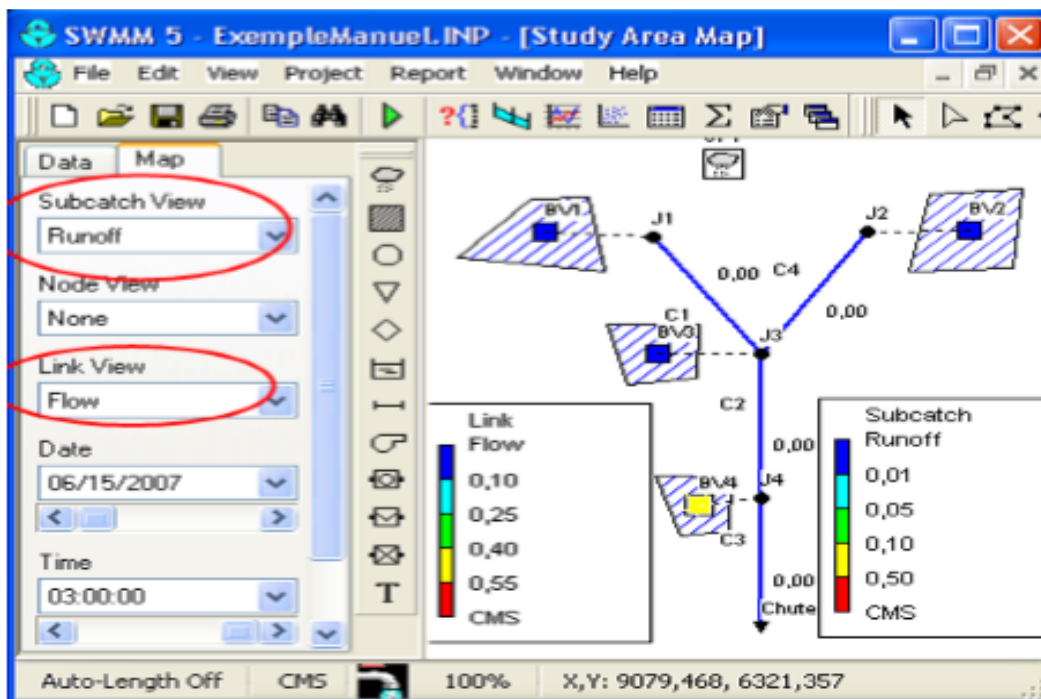 SWMM 5 - ExempleManuel.INP - [Study Area Map]
File Edit View Project Report Window Help
Data Map
Subcatch View
Runoff
Node View
None
Link View
Flow
Date
06/15/2007
Time
03:00:00
T
BV1
J1
J2
BV2
0,00
C4
0,00
C1
BV3
J3
C2
0,00
BV4
J4
C3
0,00
Chute
Link
Flow
0,10
0,25
0,40
0,55
CMS
Subcatch
Runoff
0,01
0,05
0,10
0,50
CMS
Auto-Length Off CMS 100% X,Y: 9079,468, 6321,357